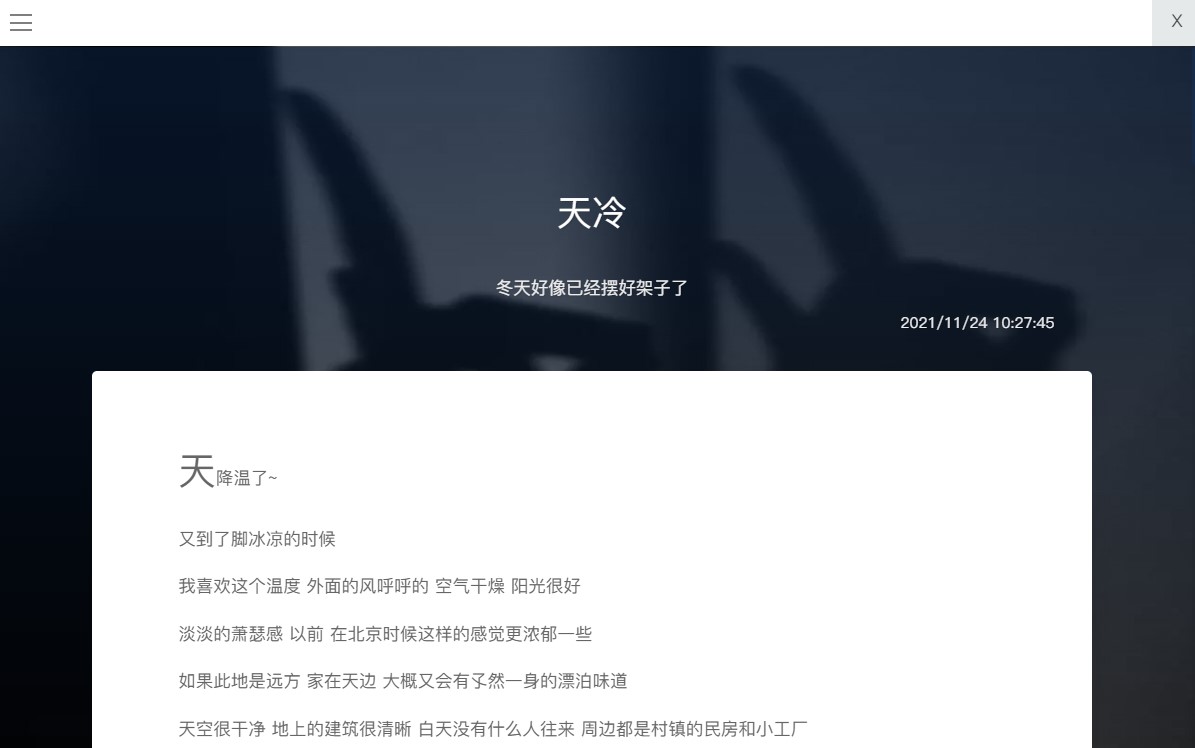 X
天冷
冬天好像已经摆好架子了
2021/11/24 10:27:45
天降温了~
又到了脚冰凉的时候
我喜欢这个温度 外面的风呼呼的 空气干燥 阳光很好
淡淡的萧瑟感 以前 在北京时候这样的感觉更浓郁一些
如果此地是远方 家在天边 大概又会有孓然一身的漂泊味道
天空很干净 地上的建筑很清晰 白天没有什么人往来 周边都是村镇的民房和小工厂